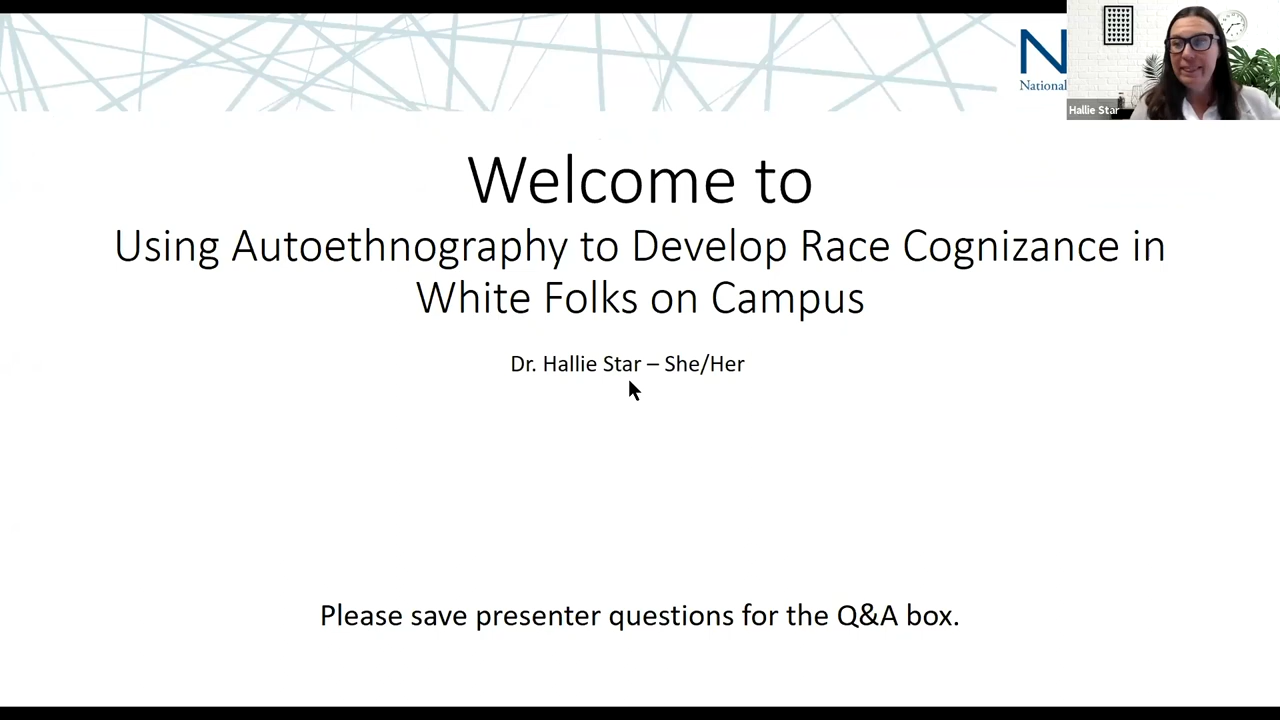 N
National
Hallie Star
Welcome to
Using Autoethnography to Develop Race Cognizance in
White Folks on Campus
Dr. Hallie Star – She/Her
Please save presenter questions for the Q&A box.